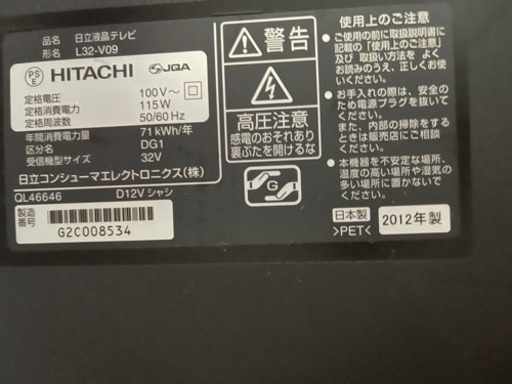 品名 日立液晶テレビ
形名 L32-V09
PS
E
HITACHI JQA
定格電圧 100V～
定格消費電力 115W
定格周波数 50/60Hz
年間消費電力量 71kWh/年
区分名 DG1
受信機型サイズ 32V
日立コンシューマエレクトロニクス(株)
QL46646 D12Vシャシ
製造番号 G2C008534
警告
高圧注意
感電のおそれあり
裏ぶたを開けるな
G
使用上のご注意
●ご使用の前に取扱説明書に
記載の「使用上のご注意」
及び 取扱い方法を よく
お読みのうえ、正しくお使
いください。
●お手入れの際は、安全の
ため電源プラグを抜いて
ください。
また、内部の掃除をする
ときは販売店にご相談
ください。
●本機器を不安定な場所、
温度の高い場所や湿気の
多い場所に置かないで
ください。
日本製 2012年製
>PET<